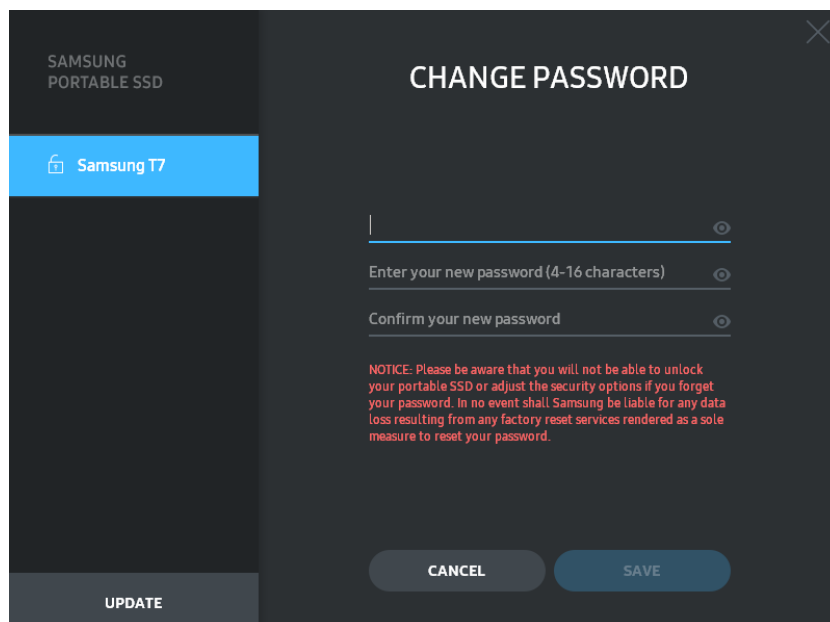 SAMSUNG
PORTABLE SSD
Samsung T7
UPDATE
CHANGE PASSWORD
Enter your new password (4-16 characters)
Confirm your new password
NOTICE: Please be aware that you will not be able to unlock
your portable SSD or adjust the security options if you forget
your password. In no event shall Samsung be liable for any data
loss resulting from any factory reset services rendered as a sole
measure to reset your password.
CANCEL
SAVE